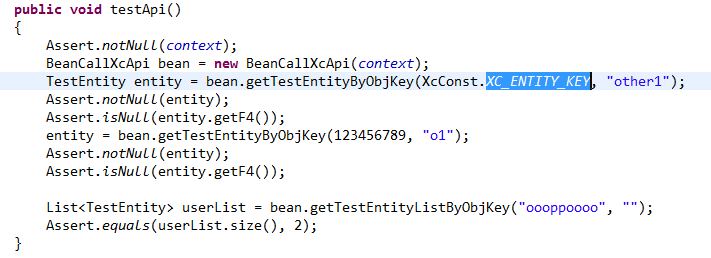 public void testApi()
{
    Assert.notNull(context);
    BeanCallXcApi bean = new BeanCallXcApi(context);
    TestEntity entity = bean.getTestEntityByObjKey(XcConst.XC_ENTITY_KEY, "other1");
    Assert.notNull(entity);
    Assert.isNull(entity.getF4());
    entity = bean.getTestEntityByObjKey(123456789, "o1");
    Assert.notNull(entity);
    Assert.isNull(entity.getF4());

    List<TestEntity> userList = bean.getTestEntityListByObjKey("oooppoooo", "");
    Assert.equals(userList.size(), 2);
}